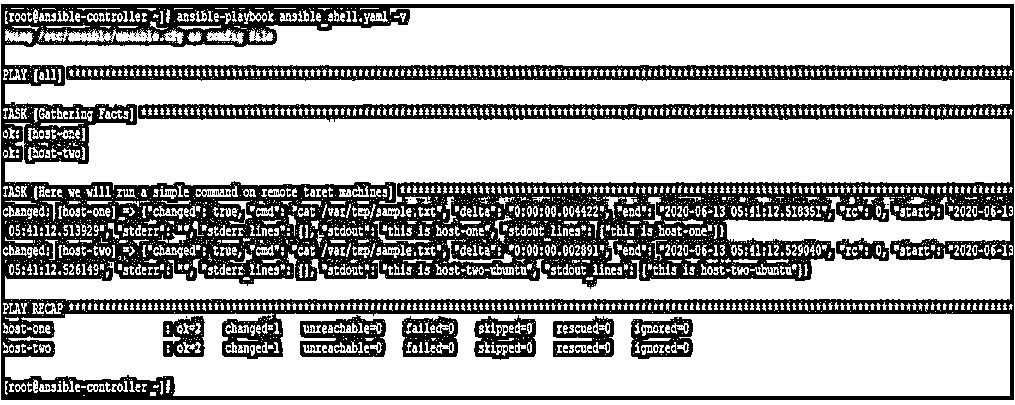 [root@ansible-controller ~]# ansible-playbook ansible_shell.yaml -v
Using /etc/ansible/ansible.cfg as config file
PLAY [all] ****************************************************************
TASK [Gathering Facts] ****************************************************************
ok: [host-one]
ok: [host-two]
TASK [Here we will run a simple command on remote taret machines] ****************************************************************
changed: [host-one] => {"changed": true, "cmd": "cat /var/tmp/sample.txt", "delta": "0:00:00.004422", "end": "2020-06-13 05:41:12.518351", "rc": 0, "start": "2020-06-13
05:41:12.513929", "stderr": "", "stderr_lines": [], "stdout": "this is host-one", "stdout_lines": ["this is host-one"]}
changed: [host-two] => {"changed": true, "cmd": "cat /var/tmp/sample.txt", "delta": "0:00:00.002891", "end": "2020-06-13 05:41:12.529040", "rc": 0, "start": "2020-06-13
05:41:12.526149", "stderr": "", "stderr_lines": [], "stdout": "this is host-two-ubuntu", "stdout_lines": ["this is host-two-ubuntu"]}
PLAY RECAP ****************************************************************
host-one : ok=2 changed=1 unreachable=0 failed=0 skipped=0 rescued=0 ignored=0
host-two : ok=2 changed=1 unreachable=0 failed=0 skipped=0 rescued=0 ignored=0
[root@ansible-controller ~]#